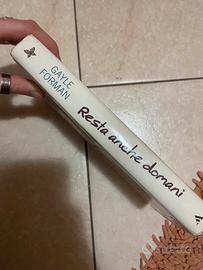 GAYLE
FORMAN
Resta anche domani